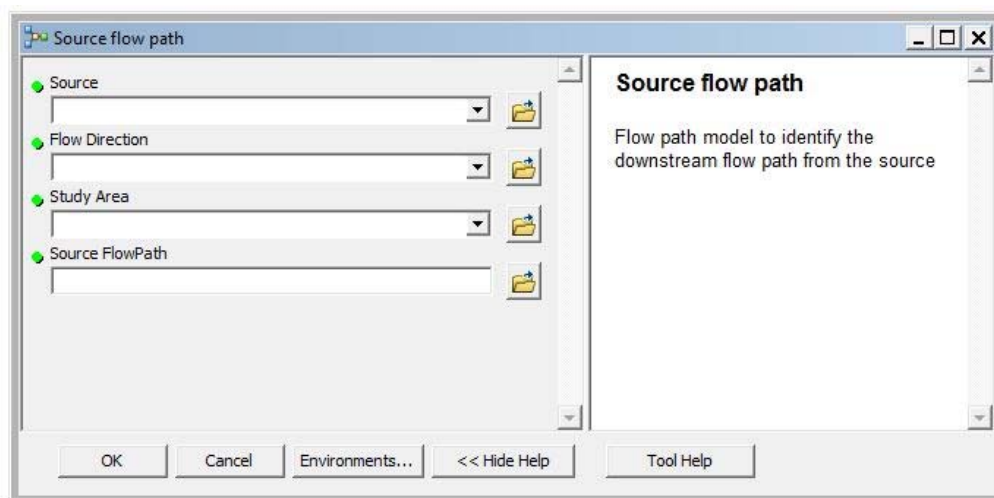 Source flow path
Source
Flow Direction
Study Area
Source FlowPath
Source flow path
Flow path model to identify the
downstream flow path from the source
OK
Cancel
Environments...
<< Hide Help
Tool Help